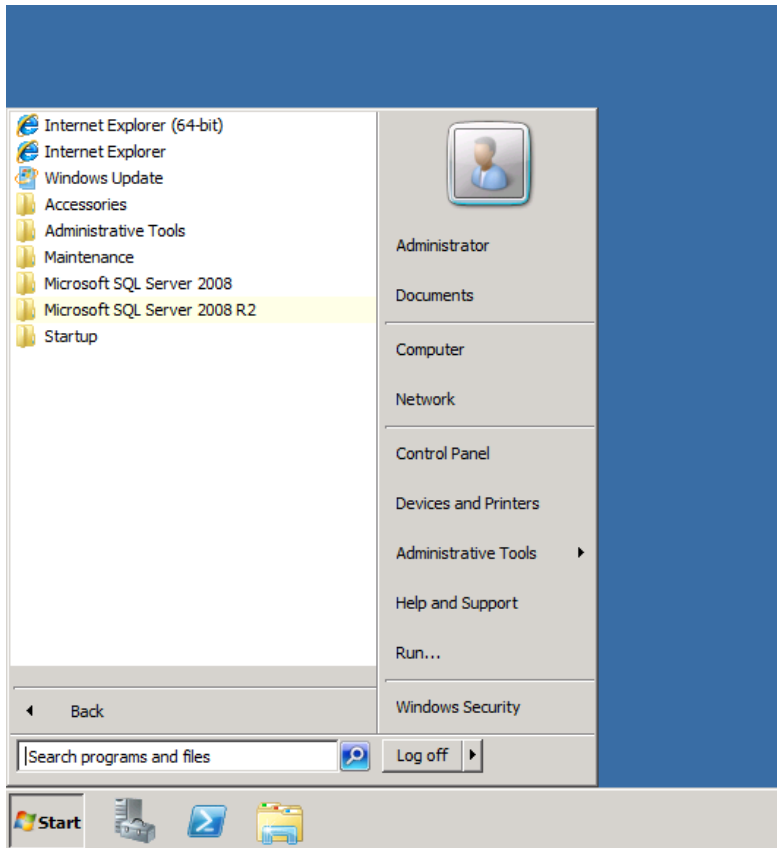 Internet Explorer (64-bit)
Internet Explorer
Windows Update
Accessories
Administrative Tools
Maintenance
Microsoft SQL Server 2008
Microsoft SQL Server 2008 R2
Startup
Back
Search programs and files
Administrator
Documents
Computer
Network
Control Panel
Devices and Printers
Administrative Tools
Help and Support
Run...
Windows Security
Log off
Start